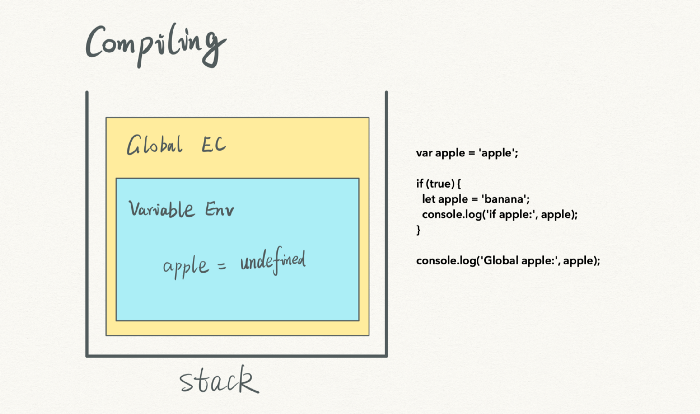 Compiling
Global EC
Variable Env
apple = undefined
stack
var apple = 'apple';
if (true) {
let apple = 'banana';
console.log('if apple:', apple);
}
console.log('Global apple:', apple);